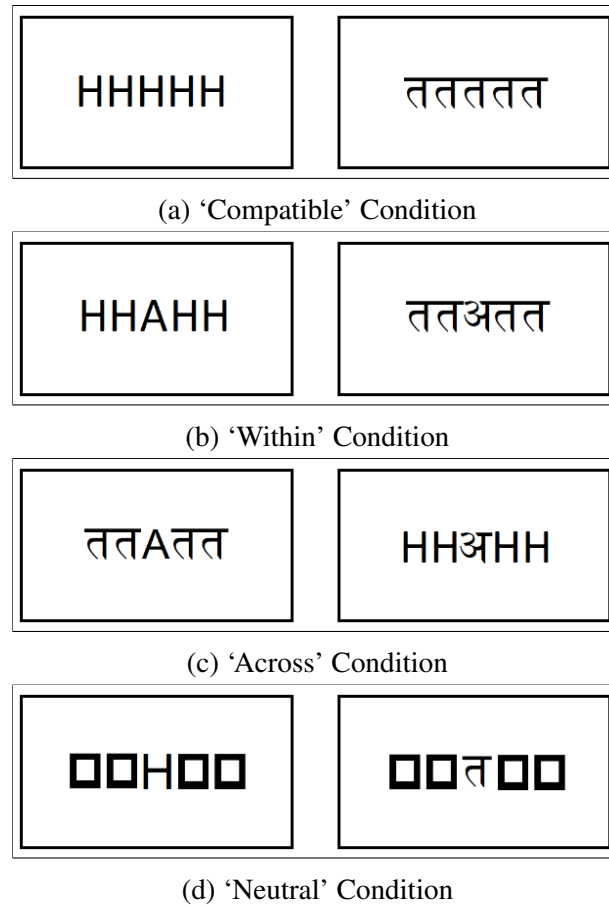 HHHHH ततततत
(a) ‘Compatible’ Condition
HHAHH ततअतत
(b) ‘Within’ Condition
ततAतत HHअHH
(c) ‘Across’ Condition
□□H□□ □□त□□
(d) ‘Neutral’ Condition